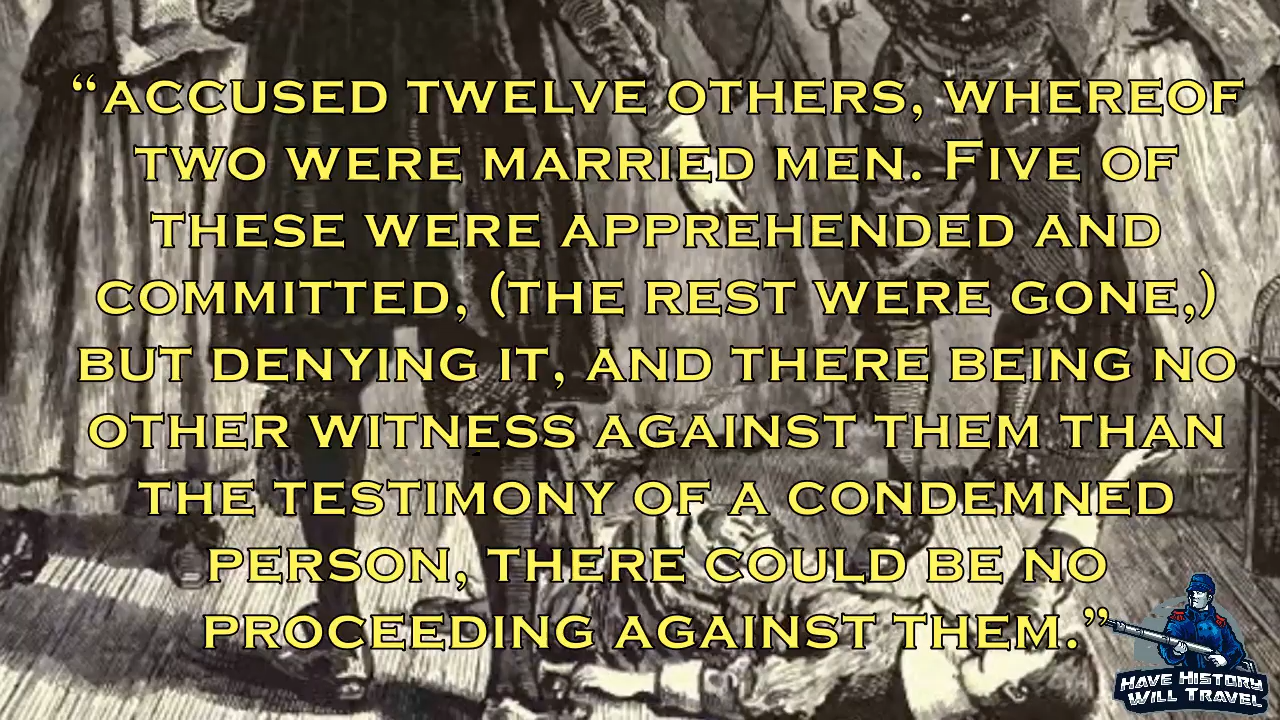 “ACCUSED TWELVE OTHERS, WHEREOF
TWO WERE MARRIED MEN. FIVE OF
THESE WERE APPREHENDED AND
COMMITTED, (THE REST WERE GONE,)
BUT DENYING IT, AND THERE BEING NO
OTHER WITNESS AGAINST THEM THAN
THE TESTIMONY OF A CONDEMNED
PERSON, THERE COULD BE NO
PROCEEDING AGAINST THEM.”
HAVE HISTORY
WILL TRAVEL